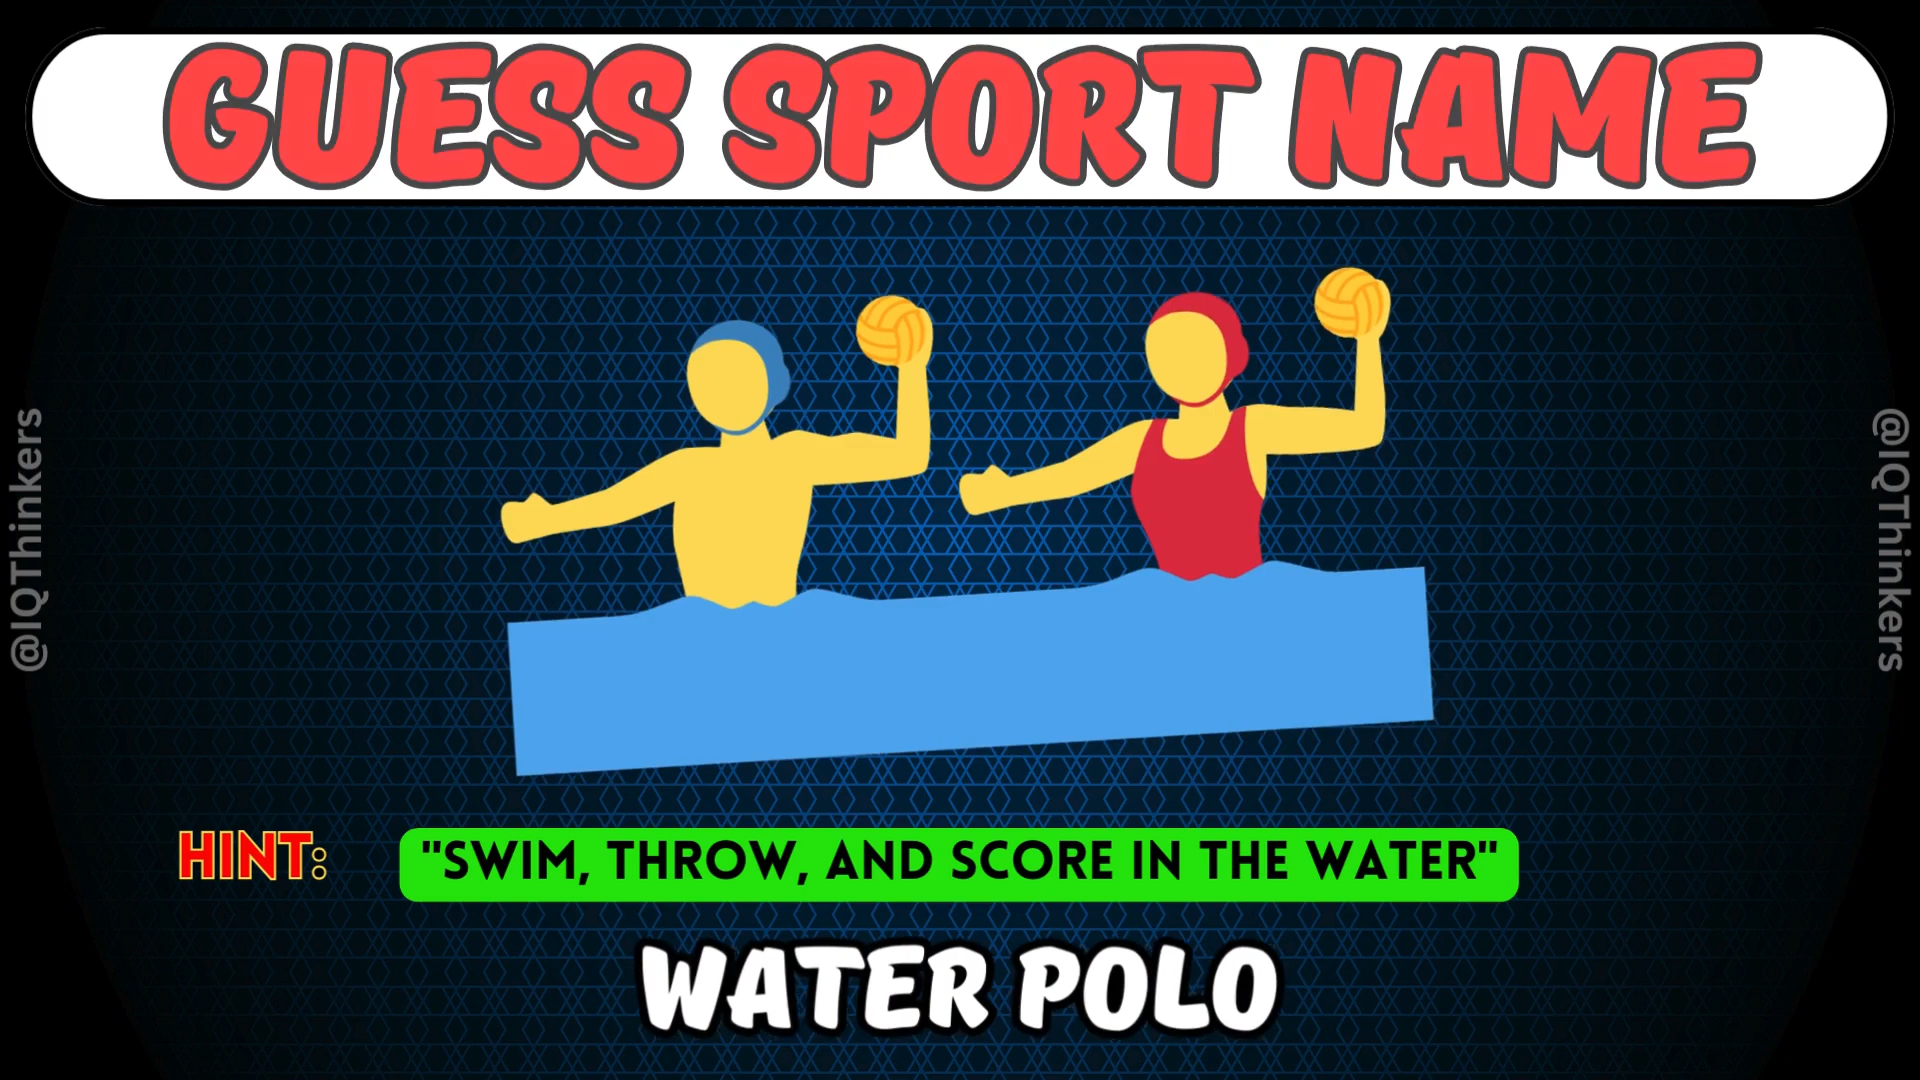 GUESS SPORT NAME
@IQThinkers
@IQThinkers
HINT:
"SWIM, THROW, AND SCORE IN THE WATER"
WATER POLO